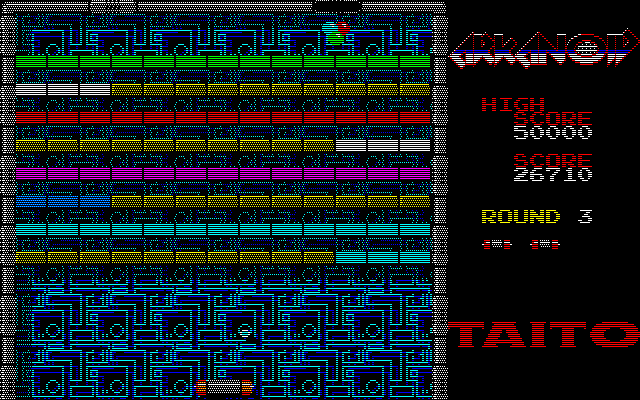 ARKANOID
HIGH
SCORE
50000
SCORE
26710
ROUND 3
TAITO